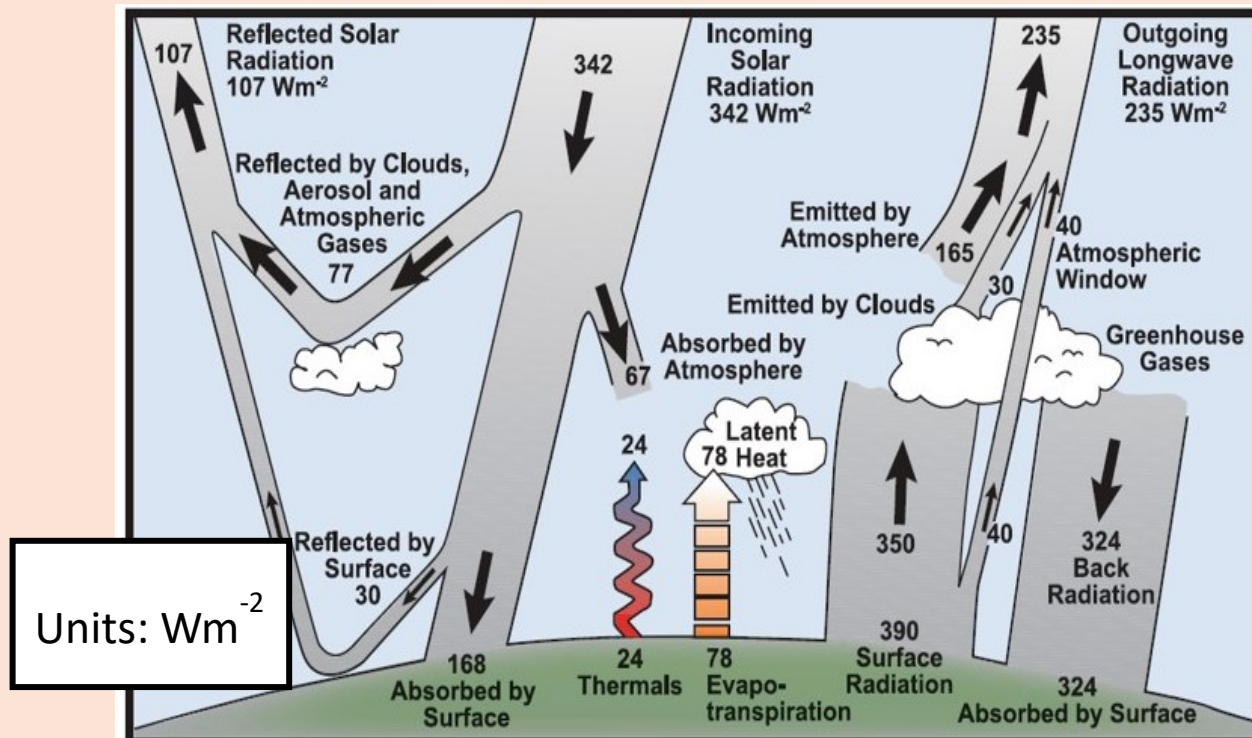 107
Reflected Solar
Radiation
107 Wm⁻²
342
Incoming
Solar
Radiation
342 Wm⁻²
235
Outgoing
Longwave
Radiation
235 Wm⁻²
Reflected by Clouds,
Aerosol and
Atmospheric
Gases
77
Emitted by
Atmosphere
165
40
Atmospheric
Window
30
Emitted by Clouds
Greenhouse
Gases
Absorbed by
Atmosphere
67
24
Latent
78 Heat
350
40
324
Back
Radiation
Reflected by
Surface
30
Units: Wm⁻²
168
Absorbed by
Surface
24
Thermals
78
Evapo-
transpiration
390
Surface
Radiation
324
Absorbed by Surface